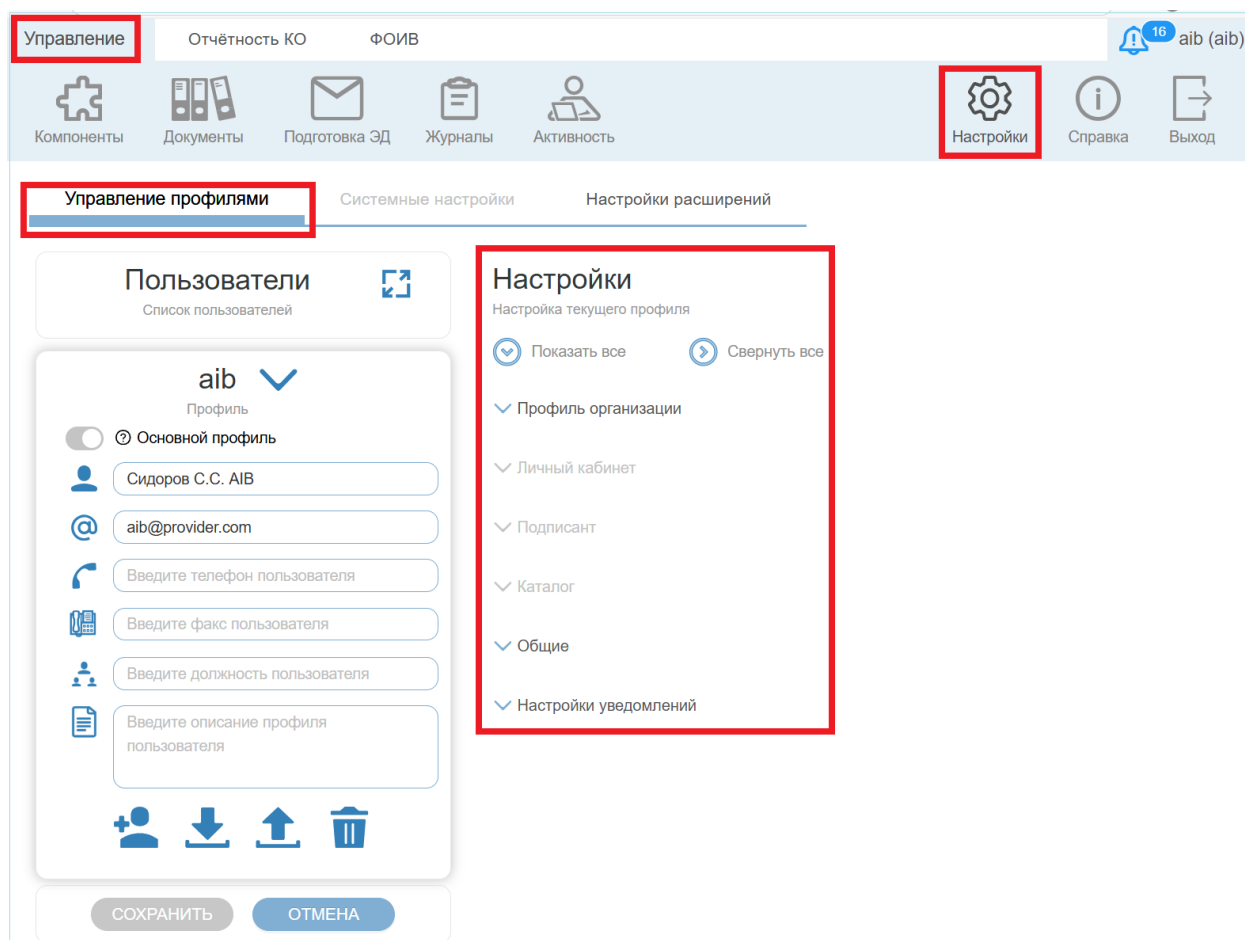 Управление Отчётность КО ФОИВ 16 aib (aib)
Компоненты Документы Подготовка ЭД Журналы Активность Настройки Справка Выход
Управление профилями Системные настройки Настройки расширений
Пользователи
Список пользователей
aib
Профиль
Основной профиль
Сидоров С.С. AIB
aib@provider.com
Введите телефон пользователя
Введите факс пользователя
Введите должность пользователя
Введите описание профиля
пользователя
СОХРАНИТЬ ОТМЕНА
Настройки
Настройка текущего профиля
Показать все Свернуть все
Профиль организации
Личный кабинет
Подписант
Каталог
Общие
Настройки уведомлений